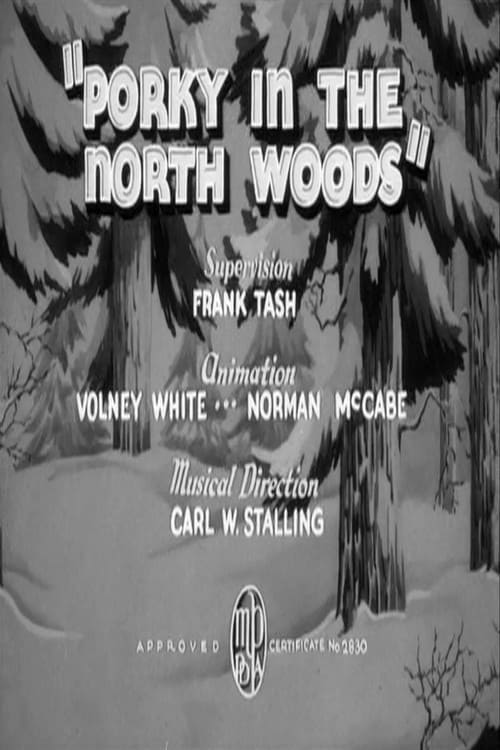 "PORKY IN THE
NORTH WOODS"
Supervision
FRANK TASH
Animation
VOLNEY WHITE ··· NORMAN McCABE
Musical Direction
CARL W. STALLING
APPROVED MPPDA CERTIFICATE No 2830